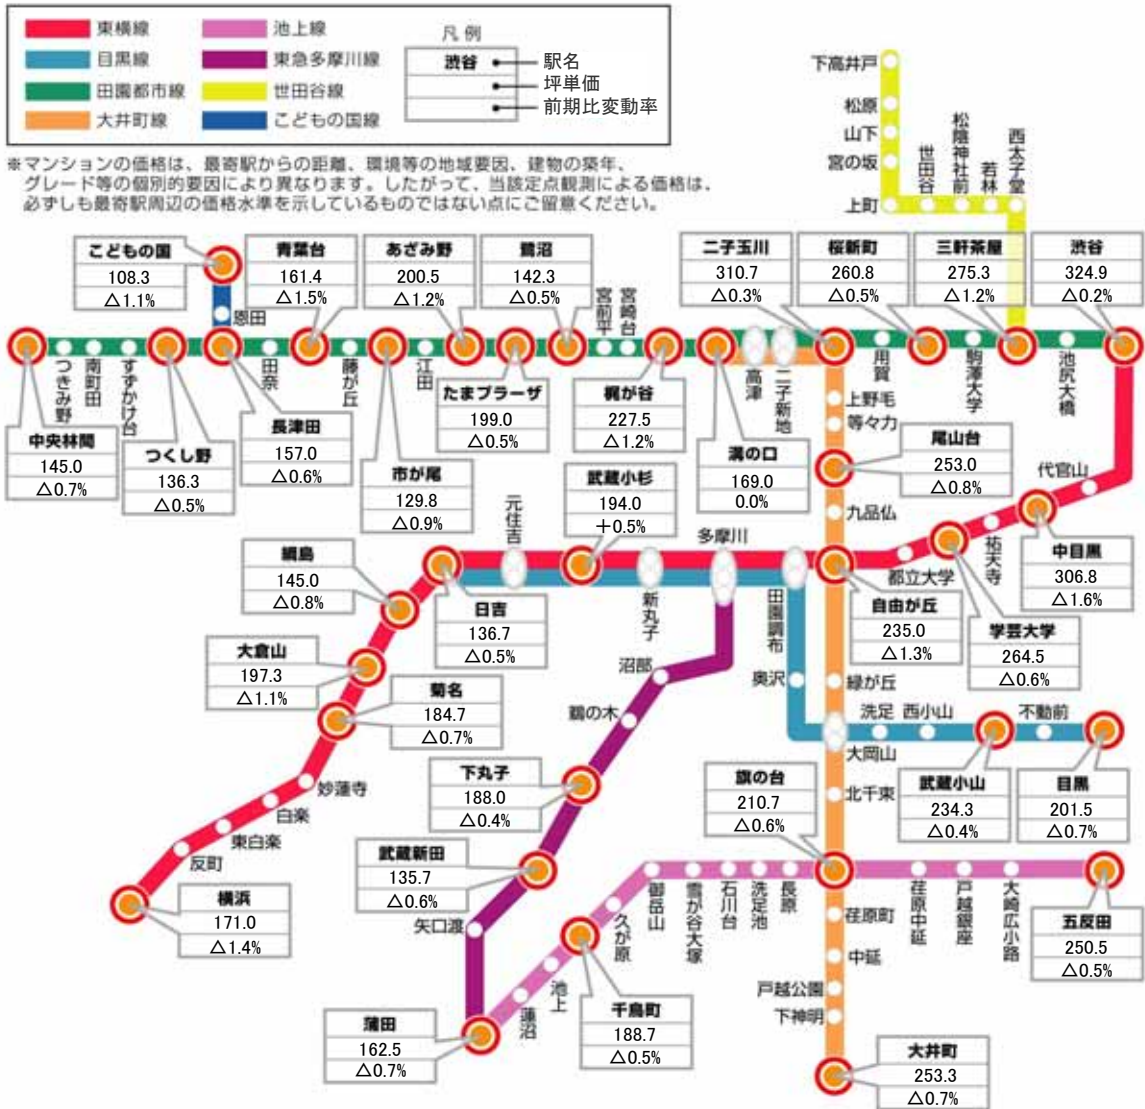 東横線
目黒線
田園都市線
大井町線
池上線
東急多摩川線
世田谷線
こどもの国線
凡例
渋谷
駅名
坪単価
前期比変動率
※マンションの価格は、最寄駅からの距離、環境等の地域要因、建物の築年、
グレード等の個別的要因により異なります。したがって、当該定点観測による価格は、
必ずしも最寄駅周辺の価格水準を示しているものではない点にご留意ください。
下高井戸
松原
山下
宮の坂
上町
世田谷
松陰神社前
若林
西太子堂
こどもの国
108.3
△1.1%
恩田
青葉台
161.4
△1.5%
あざみ野
200.5
△1.2%
鷺沼
142.3
△0.5%
宮前平
宮崎台
二子玉川
310.7
△0.3%
桜新町
260.8
△0.5%
三軒茶屋
275.3
△1.2%
渋谷
324.9
△0.2%
つきみ野
南町田
すずかけ台
田奈
藤が丘
江田
高津
二子新地
用賀
駒澤大学
池尻大橋
中央林間
145.0
△0.7%
つくし野
136.3
△0.5%
長津田
157.0
△0.6%
市が尾
129.8
△0.9%
たまプラーザ
199.0
△0.5%
梶が谷
227.5
△1.2%
溝の口
169.0
0.0%
上野毛
等々力
尾山台
253.0
△0.8%
九品仏
代官山
祐天寺
都立大学
中目黒
306.8
△1.6%
学芸大学
264.5
△0.6%
自由が丘
235.0
△1.3%
武蔵小杉
194.0
＋0.5%
元住吉
多摩川
新丸子
田園調布
綱島
145.0
△0.8%
日吉
136.7
△0.5%
大倉山
197.3
△1.1%
菊名
184.7
△0.7%
妙蓮寺
白楽
東白楽
反町
横浜
171.0
△1.4%
沼部
鵜の木
奥沢
緑が丘
洗足
西小山
不動前
大岡山
北千束
下丸子
188.0
△0.4%
旗の台
210.7
△0.6%
武蔵小山
234.3
△0.4%
目黒
201.5
△0.7%
武蔵新田
135.7
△0.6%
矢口渡
蒲田
162.5
△0.7%
蓮沼
池上
千鳥町
188.7
△0.5%
久が原
御岳山
雪が谷大塚
石川台
洗足池
長原
荏原中延
戸越銀座
大崎広小路
五反田
250.5
△0.5%
荏原町
中延
戸越公園
下神明
大井町
253.3
△0.7%